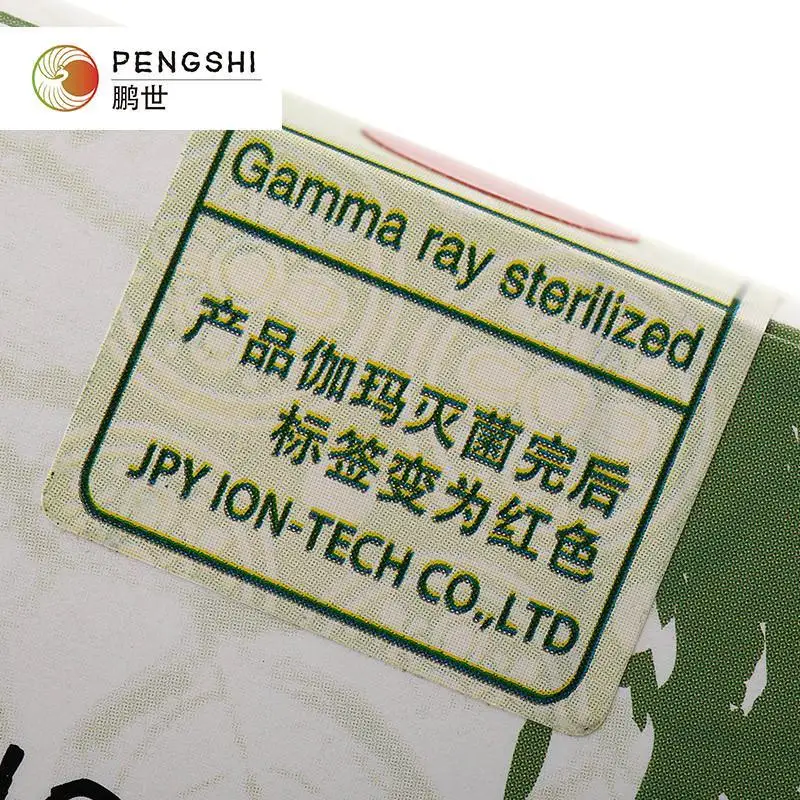 PENGSHI
鹏世
Gamma ray sterilized
产品伽玛灭菌完后
标签变为红色
JPY ION-TECH CO.,LTD